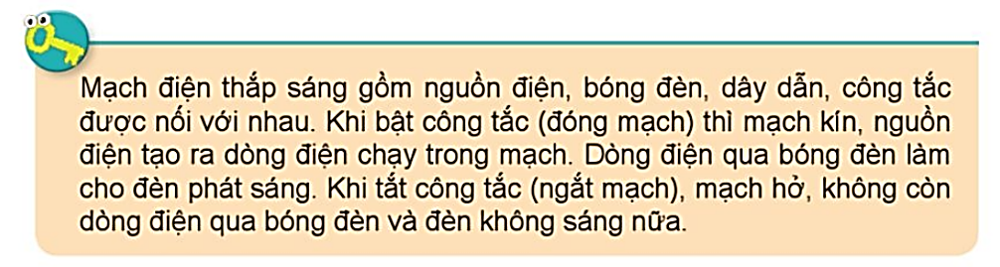 Mạch điện thắp sáng gồm nguồn điện, bóng đèn, dây dẫn, công tắc
được nối với nhau. Khi bật công tắc (đóng mạch) thì mạch kín, nguồn
điện tạo ra dòng điện chạy trong mạch. Dòng điện qua bóng đèn làm
cho đèn phát sáng. Khi tắt công tắc (ngắt mạch), mạch hở, không còn
dòng điện qua bóng đèn và đèn không sáng nữa.